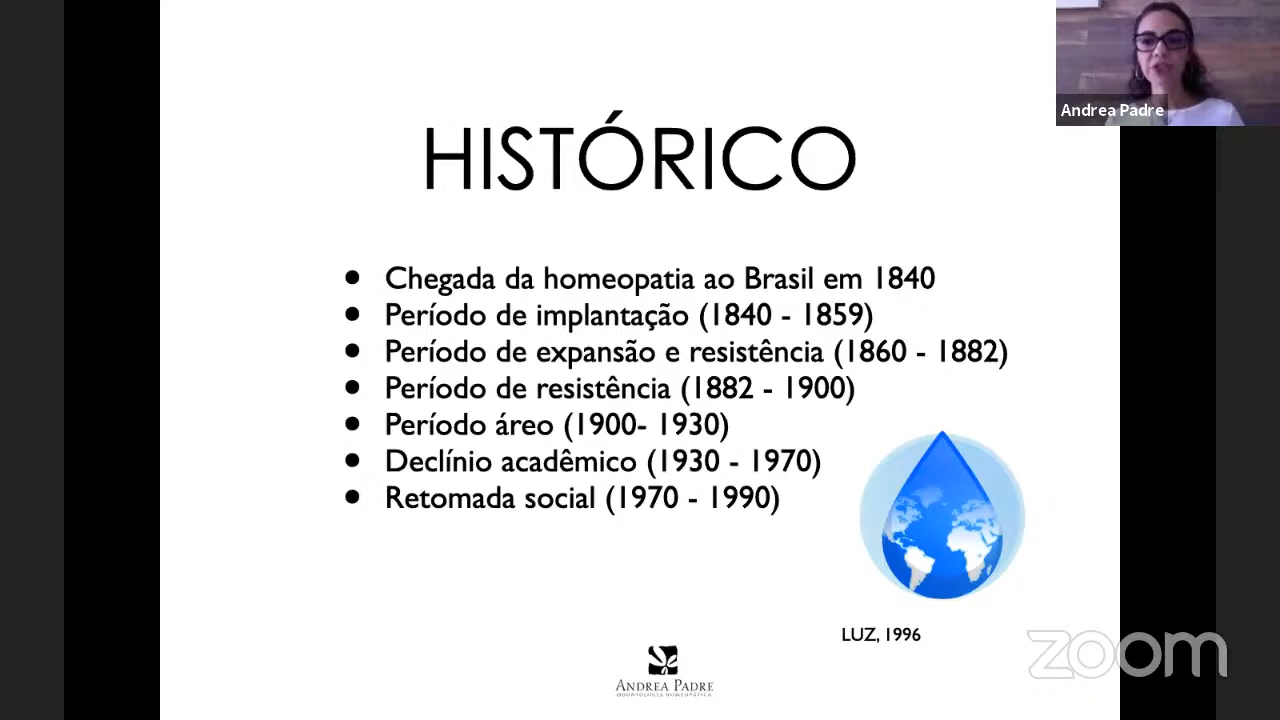 HISTÓRICO
Chegada da homeopatia ao Brasil em 1840
Período de implantação (1840 - 1859)
Período de expansão e resistência (1860 - 1882)
Período de resistência (1882 - 1900)
Período áreo (1900- 1930)
Declínio acadêmico (1930 - 1970)
Retomada social (1970 - 1990)
LUZ, 1996
ANDREA PADRE
ODONTOLOGIA HOMEOPÁTICA
Andrea Padre
zoom